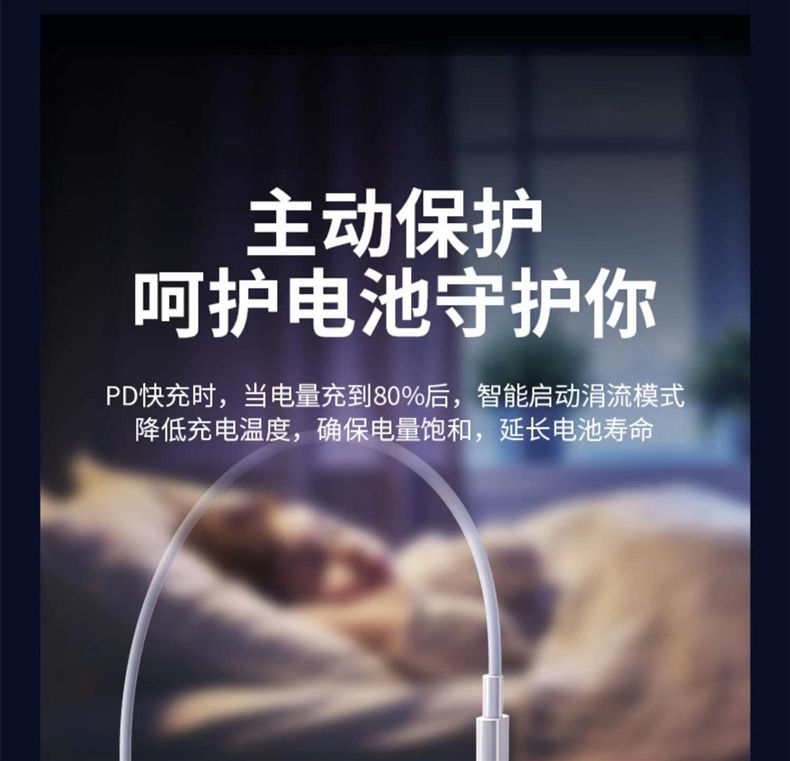 主动保护
呵护电池守护你
PD快充时，当电量充到80%后，智能启动涓流模式
降低充电温度，确保电量饱和，延长电池寿命